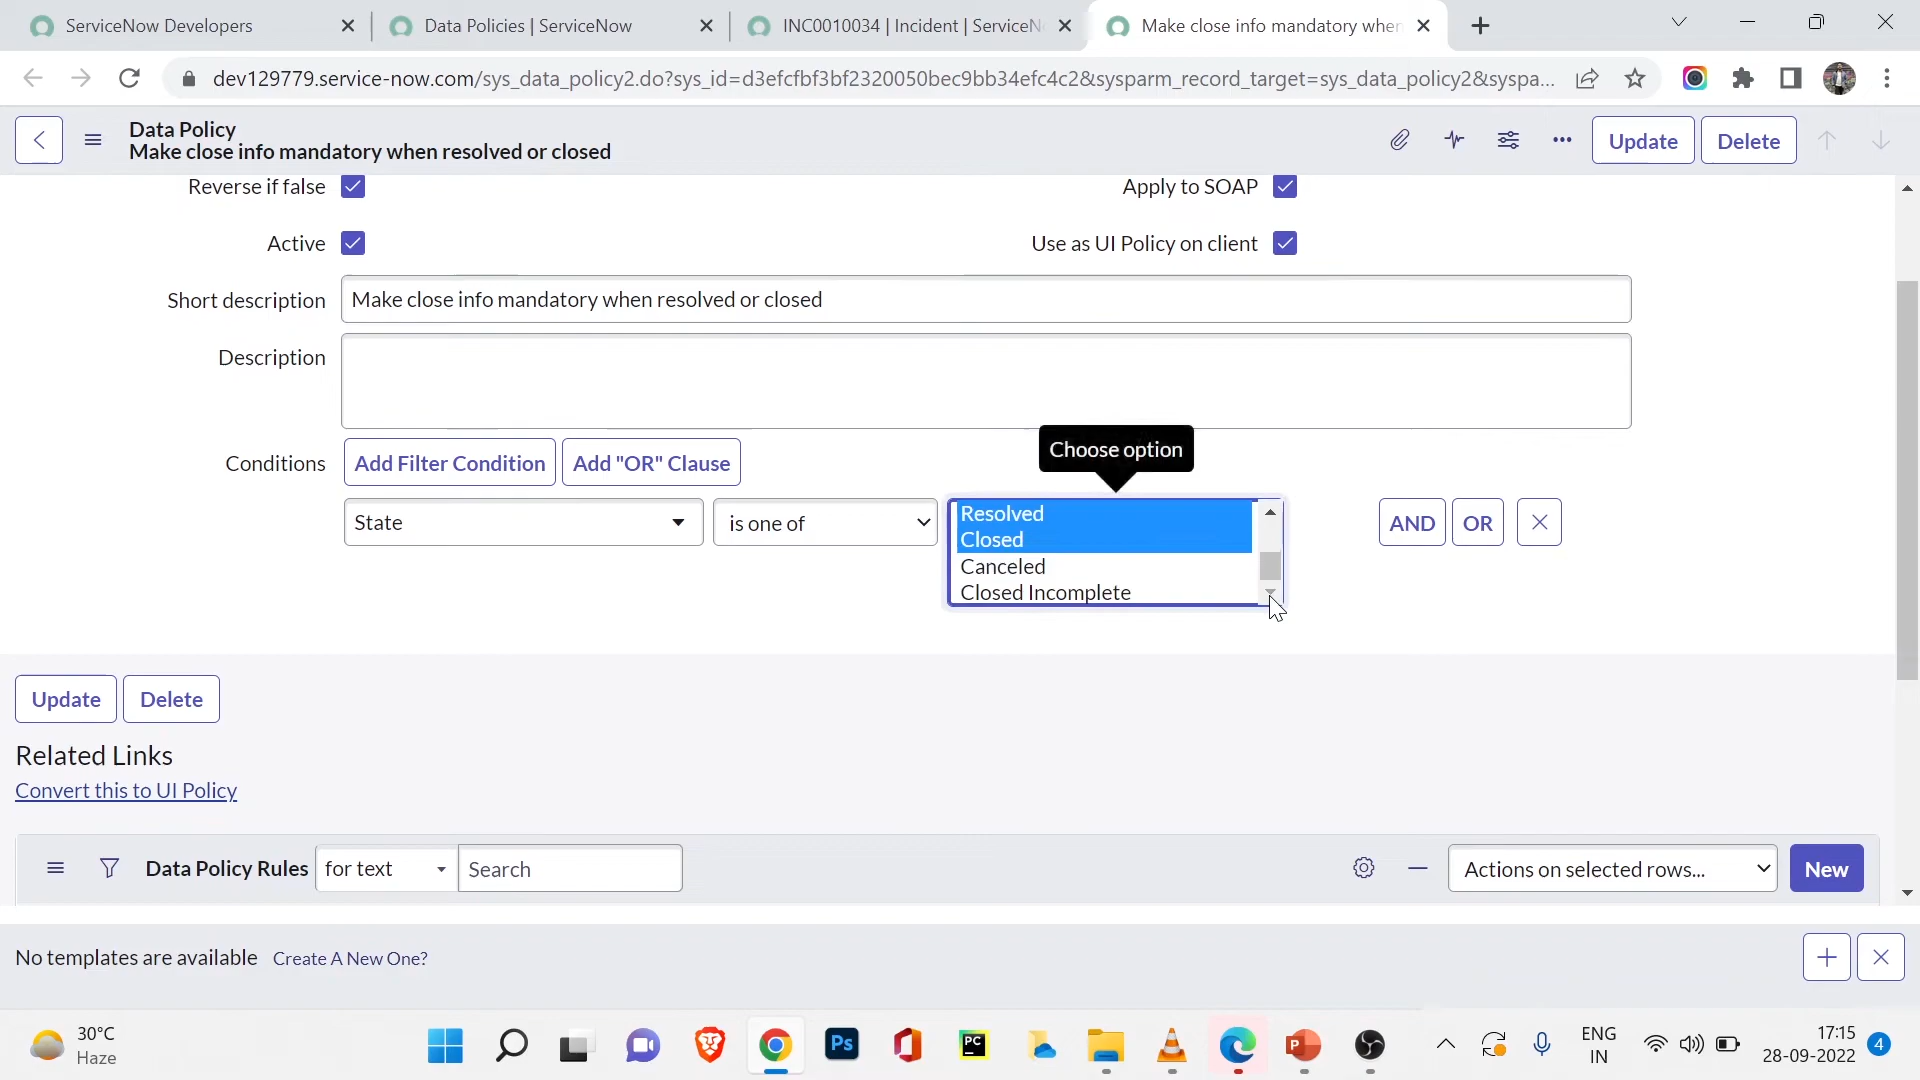 ServiceNow Developers
Data Policies | ServiceNow
INC0010034 | Incident | ServiceN
Make close info mandatory when
dev129779.service-now.com/sys_data_policy2.do?sys_id=d3efcfbf3bf2320050bec9bb34efc4c2&sysparm_record_target=sys_data_policy2&syspa...
Data Policy
Make close info mandatory when resolved or closed
Update
Delete
Reverse if false
Apply to SOAP
Active
Use as UI Policy on client
Short description
Make close info mandatory when resolved or closed
Description
Choose option
Conditions
Add Filter Condition
Add "OR" Clause
State
is one of
Resolved
Closed
Canceled
Closed Incomplete
AND
OR
Update
Delete
Related Links
Convert this to UI Policy
Data Policy Rules
for text
Search
Actions on selected rows...
New
No templates are available
Create A New One?
30°C
Haze
Ps
PC
P
ENG
IN
17:15
28-09-2022
4